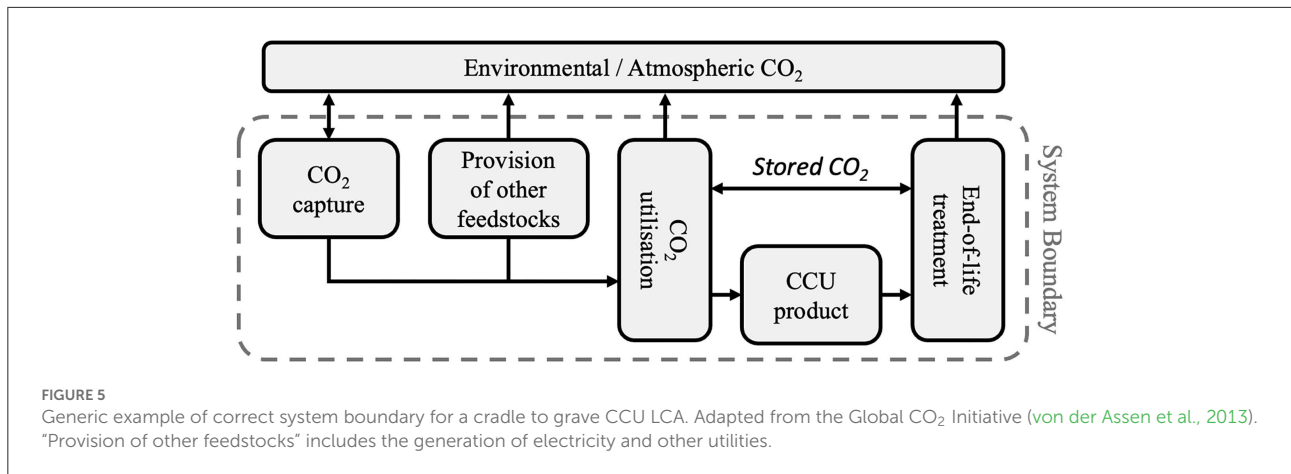 Environmental / Atmospheric CO₂
CO₂
capture
Provision
of other
feedstocks
CO₂
utilisation
Stored CO₂
CCU
product
End-of-life
treatment
System Boundary
FIGURE 5
Generic example of correct system boundary for a cradle to grave CCU LCA. Adapted from the Global CO₂ Initiative (von der Assen et al., 2013).
"Provision of other feedstocks" includes the generation of electricity and other utilities.